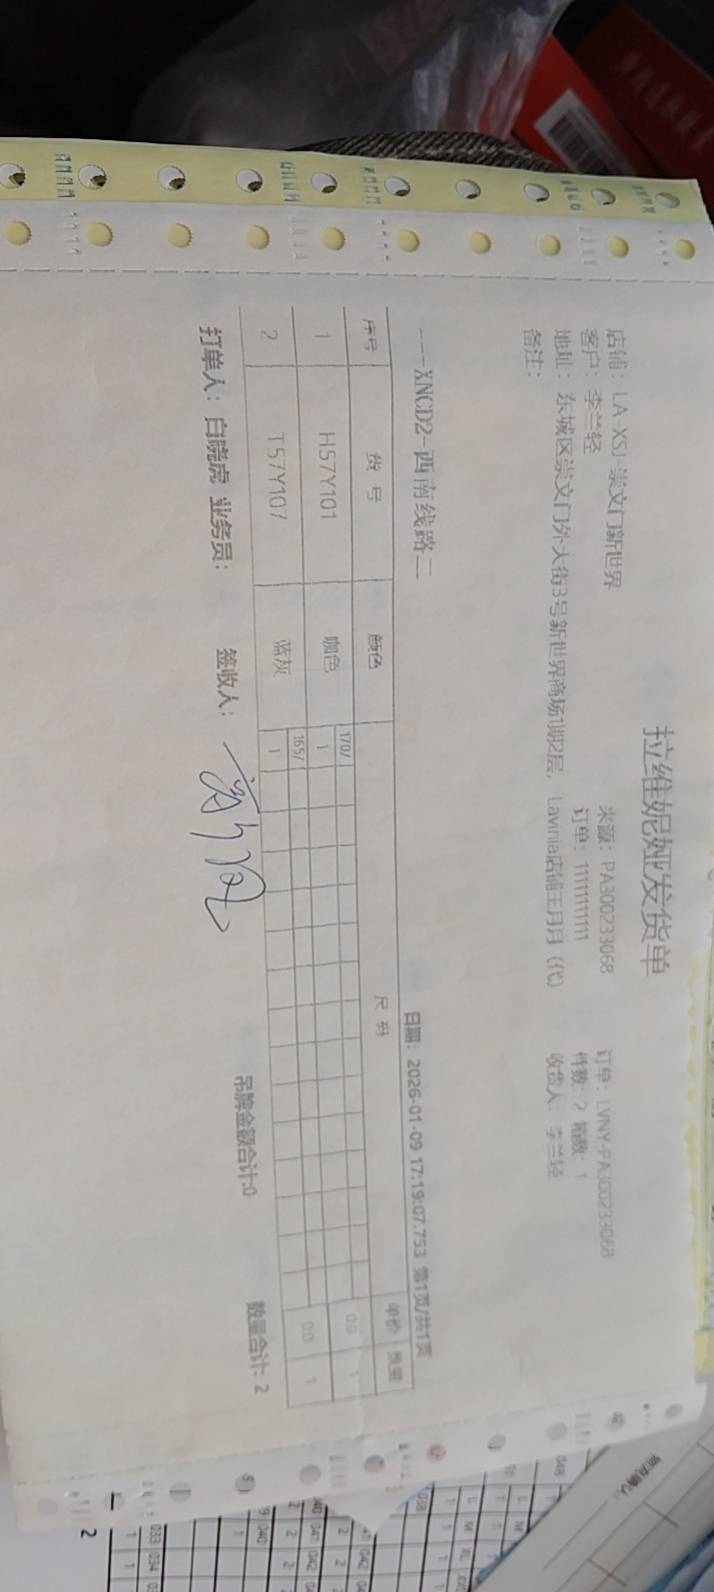 拉维妮娅发货单
店铺：LA-XSJ-崇文门新世界 来源：PA300233068 订单：LVNY-PA300233068
客户：李兰轻 订单：1111111111 件数：2 箱数：1
地址：东城区崇文门外大街3号新世界商场1期2层，Lavinia店铺王月月（代） 收货人：李兰轻
备注：
---XNCD2-西南线路二 日期：2026-01-09 17:19:07.753 第1页/共1页
序号 货号 颜色 尺码 单价 数量
1 H57Y101 咖色 170/ 1 0.0 1
2 T57Y107 蓝灰 165/ 1 0.0 1
吊牌金额合计:0 数量合计: 2
打单人：白晓虎 业务员： 签收人：